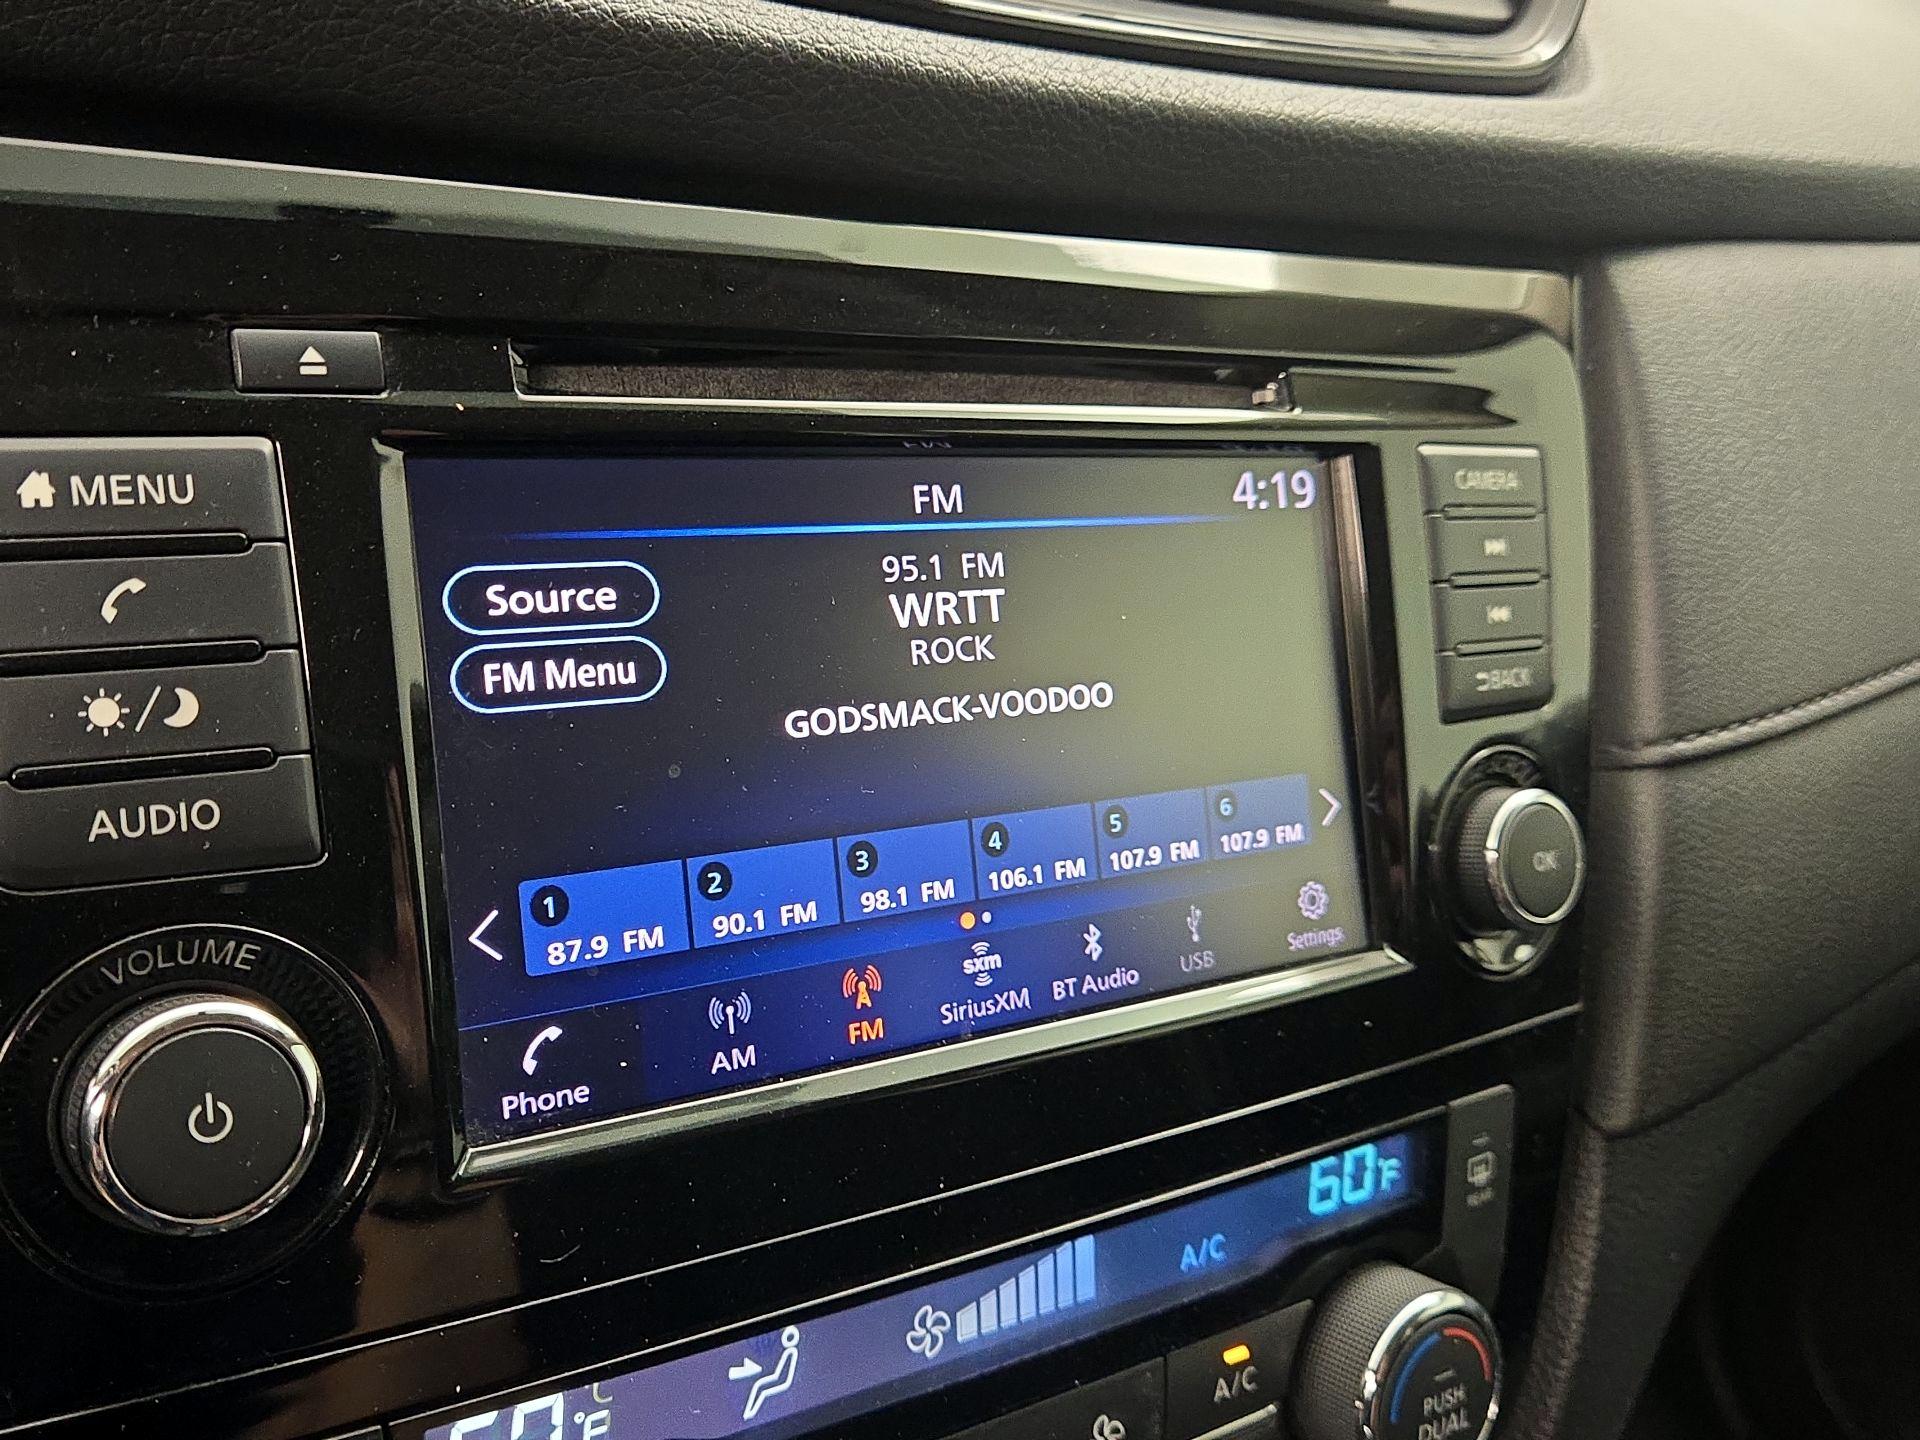 MENU
AUDIO
VOLUME
FM
4:19
Source
FM Menu
95.1 FM
WRTT
ROCK
GODSMACK-VOODOO
1
87.9 FM
2
90.1 FM
3
98.1 FM
4
106.1 FM
5
107.9 FM
6
107.9 FM
Phone
AM
FM
sxm
SiriusXM
BT Audio
USB
Settings
CAMERA
BACK
OK
60°F
A/C
A/C
PUSH
DUAL